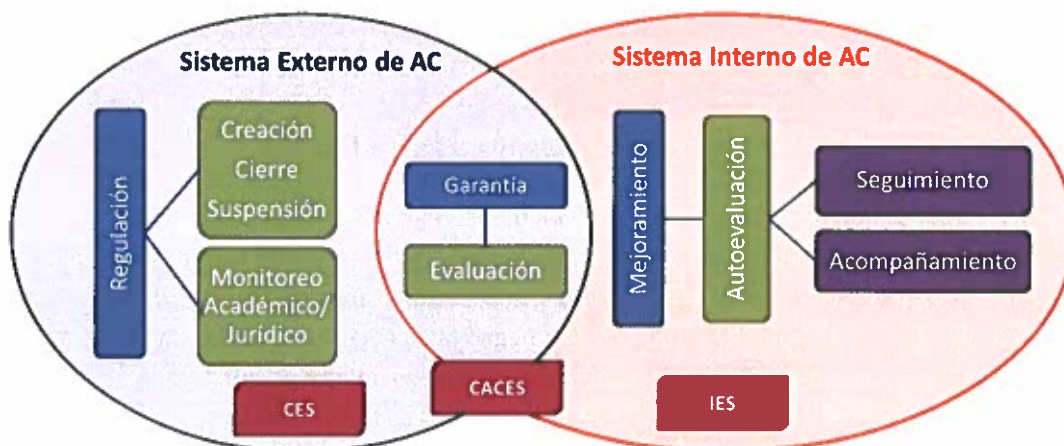 Sistema Externo de AC
Sistema Interno de AC
Regulación
Creación
Cierre
Suspensión
Monitoreo
Académico/
Jurídico
CES
Garantía
Evaluación
CACES
Mejoramiento
Autoevaluación
Seguimiento
Acompañamiento
IES